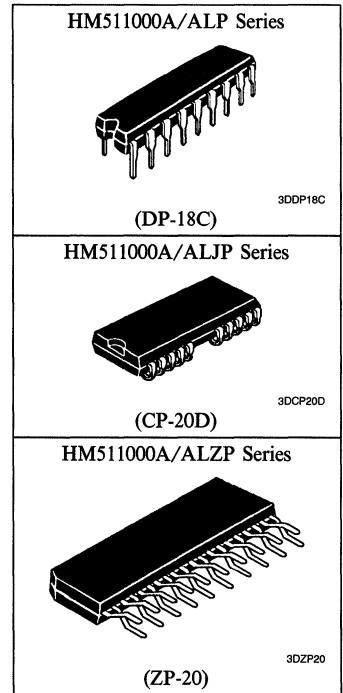 HM511000A/ALP Series
3DDP18C
(DP-18C)
HM511000A/ALJP Series
3DCP20D
(CP-20D)
HM511000A/ALZP Series
3DZP20
(ZP-20)